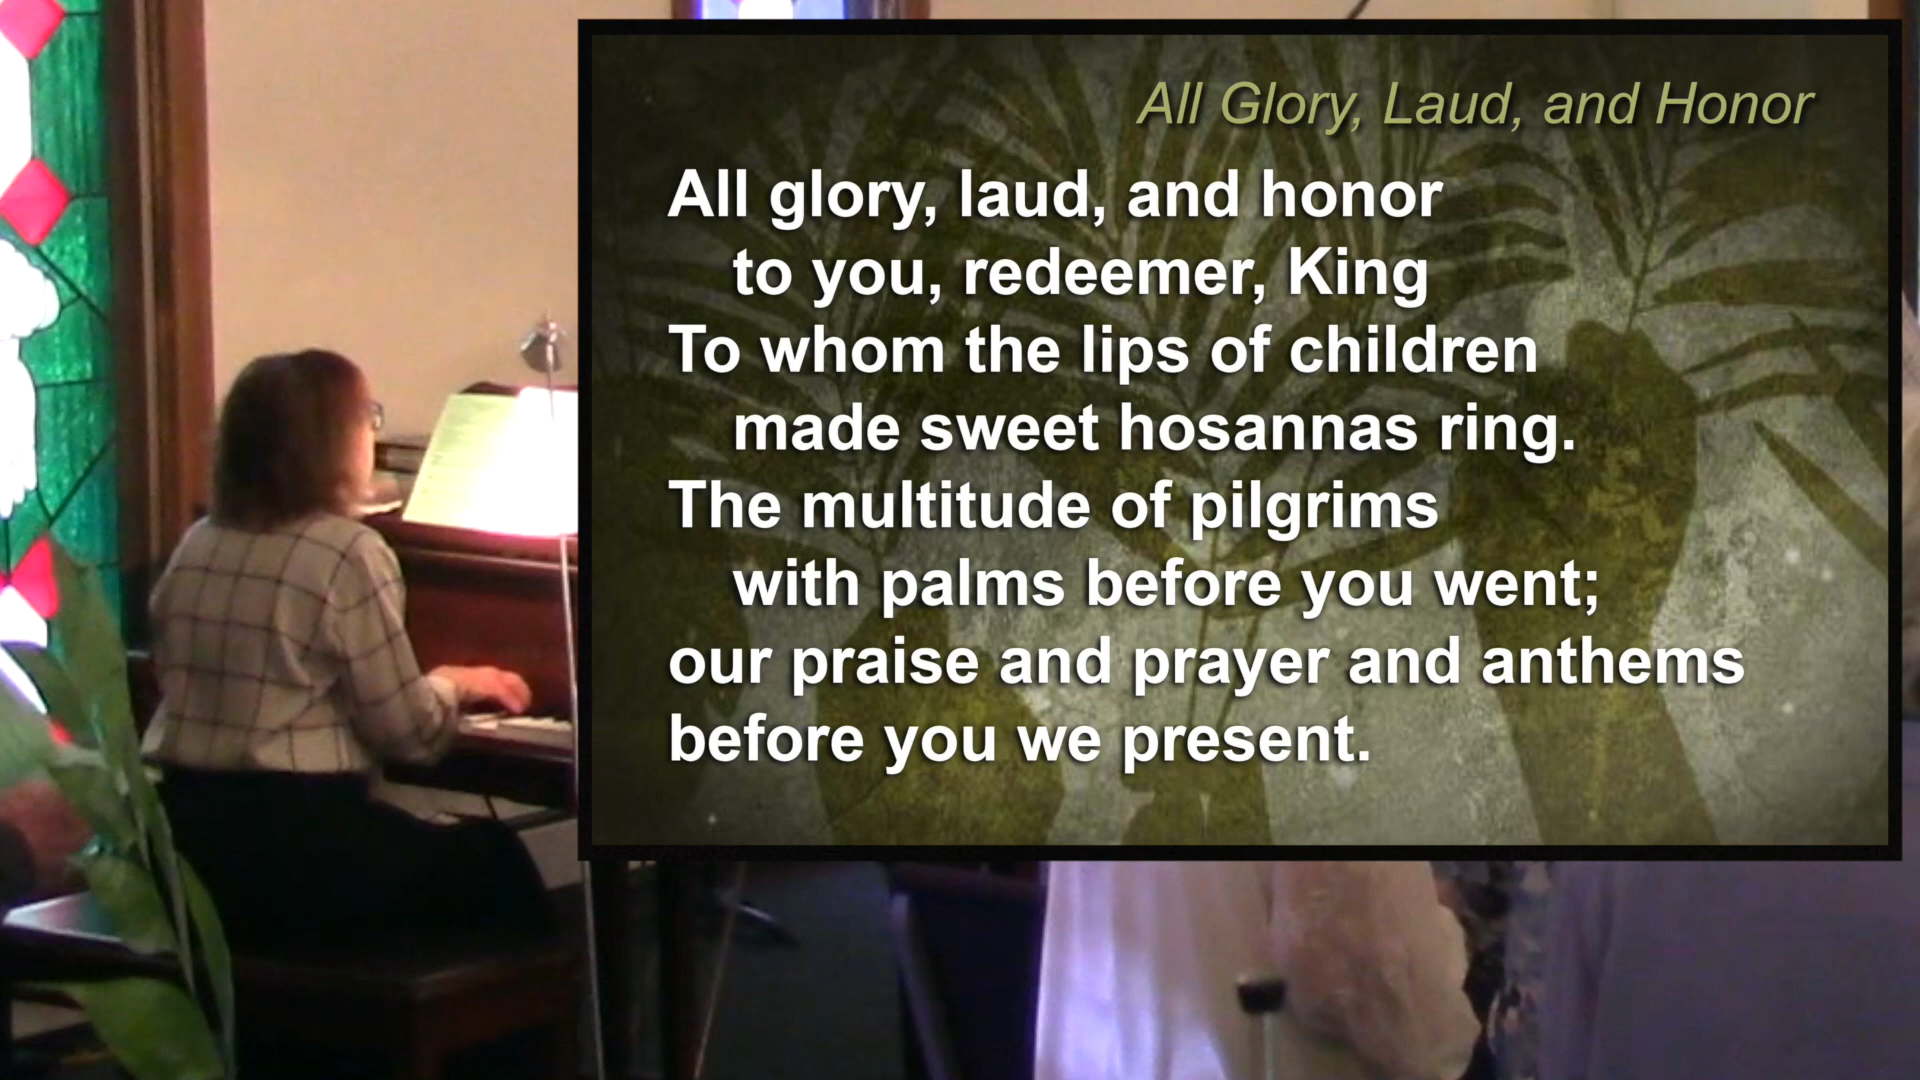 All Glory, Laud, and Honor
All glory, laud, and honor
to you, redeemer, King
To whom the lips of children
made sweet hosannas ring.
The multitude of pilgrims
with palms before you went;
our praise and prayer and anthems
before you we present.